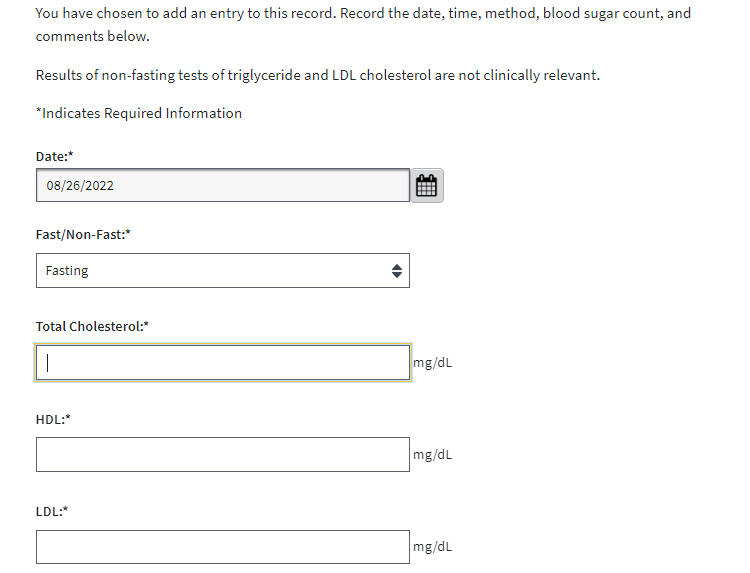 You have chosen to add an entry to this record. Record the date, time, method, blood sugar count, and
comments below.
Results of non-fasting tests of triglyceride and LDL cholesterol are not clinically relevant.
*Indicates Required Information
Date:*
08/26/2022
Fast/Non-Fast:*
Fasting
Total Cholesterol:*
mg/dL
HDL:*
mg/dL
LDL:*
mg/dL